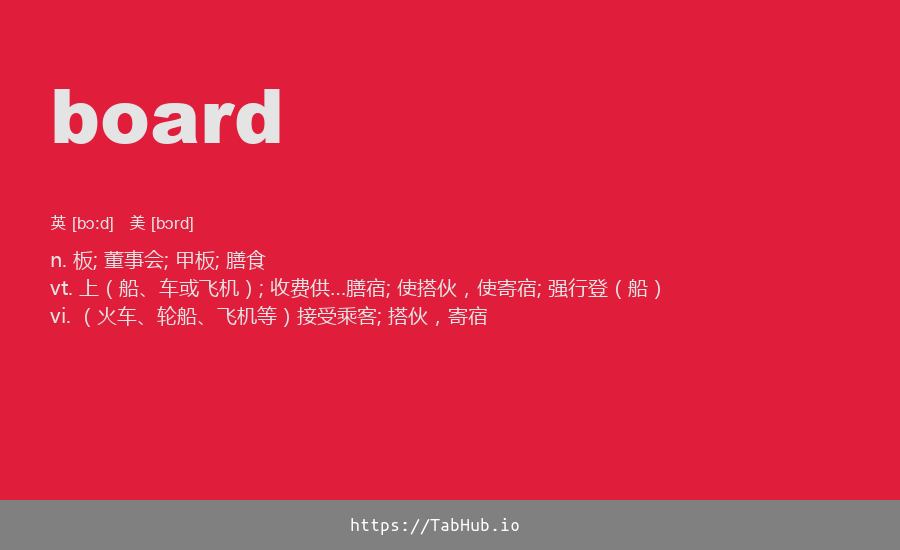 board
英 [bɔːd] 美 [bɔrd]
n. 板; 董事会; 甲板; 膳食
vt. 上（船、车或飞机）; 收费供…膳宿; 使搭伙，使寄宿; 强行登（船）
vi. （火车、轮船、飞机等）接受乘客; 搭伙，寄宿
https://TabHub.io